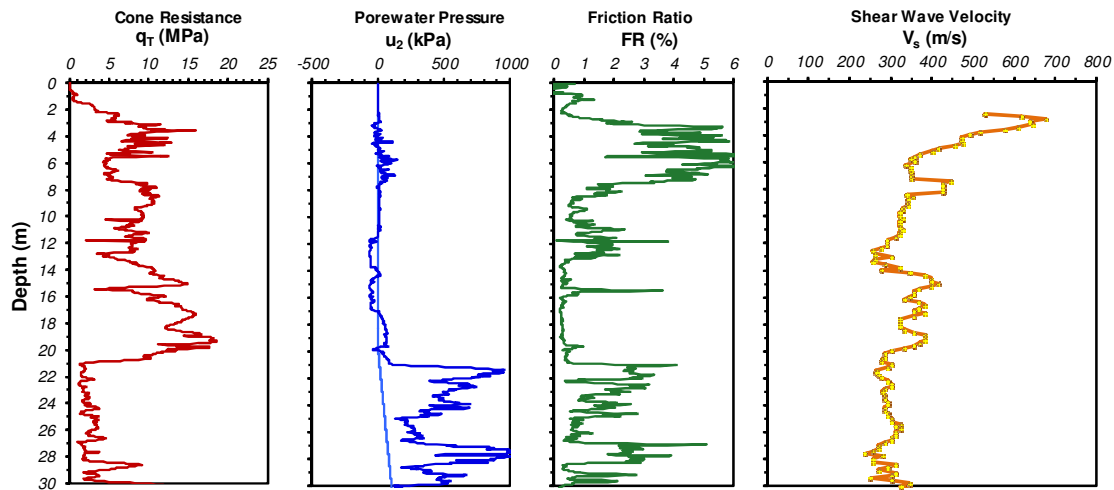 Cone Resistance
qT (MPa)
0 5 10 15 20 25
Porewater Pressure
u2 (kPa)
-500 0 500 1000
Friction Ratio
FR (%)
0 1 2 3 4 5 6
Shear Wave Velocity
Vs (m/s)
0 100 200 300 400 500 600 700 800
Depth (m)
0
2
4
6
8
10
12
14
16
18
20
22
24
26
28
30